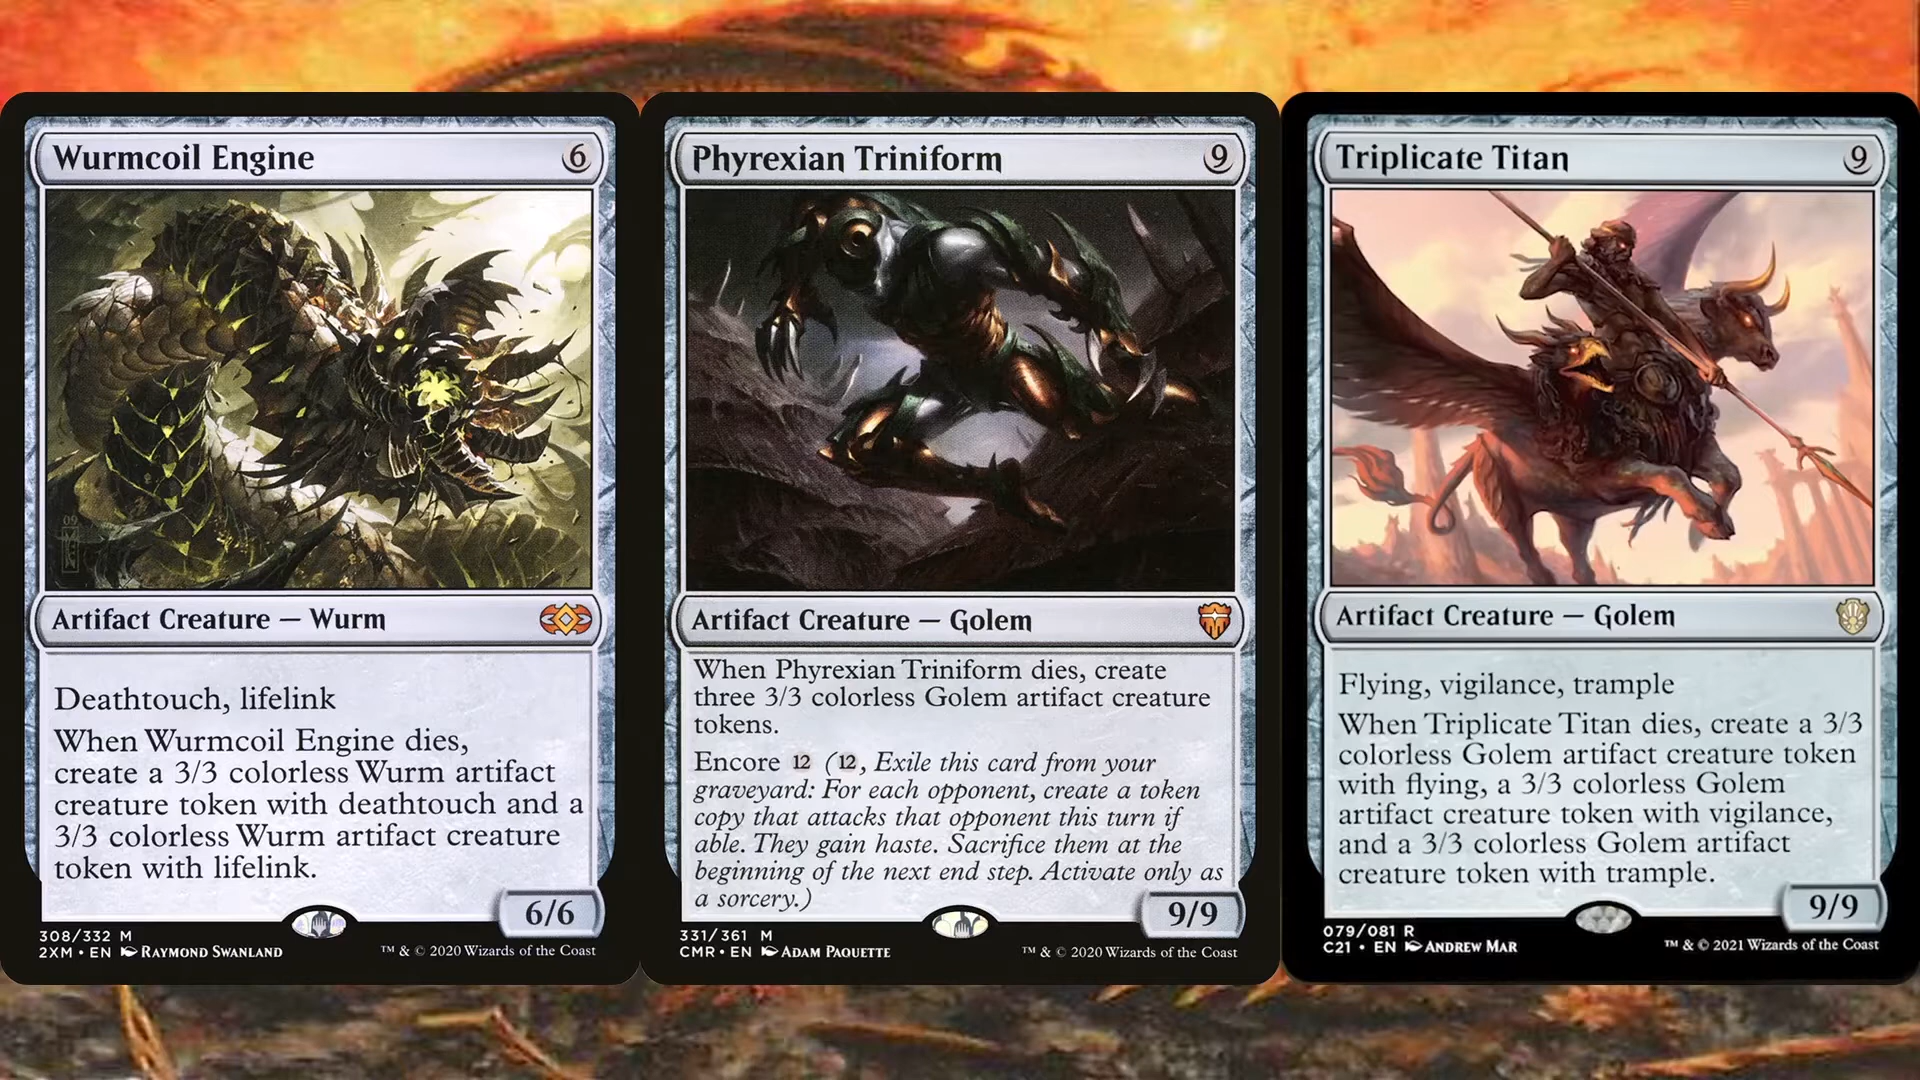 Wurmcoil Engine 6
Artifact Creature — Wurm
Deathtouch, lifelink
When Wurmcoil Engine dies,
create a 3/3 colorless Wurm artifact
creature token with deathtouch and a
3/3 colorless Wurm artifact creature
token with lifelink.
6/6
308/332 M
2XM • EN RAYMOND SWANLAND
™ & © 2020 Wizards of the Coast
Phyrexian Triniform 9
Artifact Creature — Golem
When Phyrexian Triniform dies, create
three 3/3 colorless Golem artifact creature
tokens.
Encore 12 (12, Exile this card from your
graveyard: For each opponent, create a token
copy that attacks that opponent this turn if
able. They gain haste. Sacrifice them at the
beginning of the next end step. Activate only as
a sorcery.)
9/9
331/361 M
CMR • EN ADAM PAQUETTE
™ & © 2020 Wizards of the Coast
Triplicate Titan 9
Artifact Creature — Golem
Flying, vigilance, trample
When Triplicate Titan dies, create a 3/3
colorless Golem artifact creature token
with flying, a 3/3 colorless Golem
artifact creature token with vigilance,
and a 3/3 colorless Golem artifact
creature token with trample.
9/9
079/081 R
C21 • EN ANDREW MAR
™ & © 2021 Wizards of the Coast